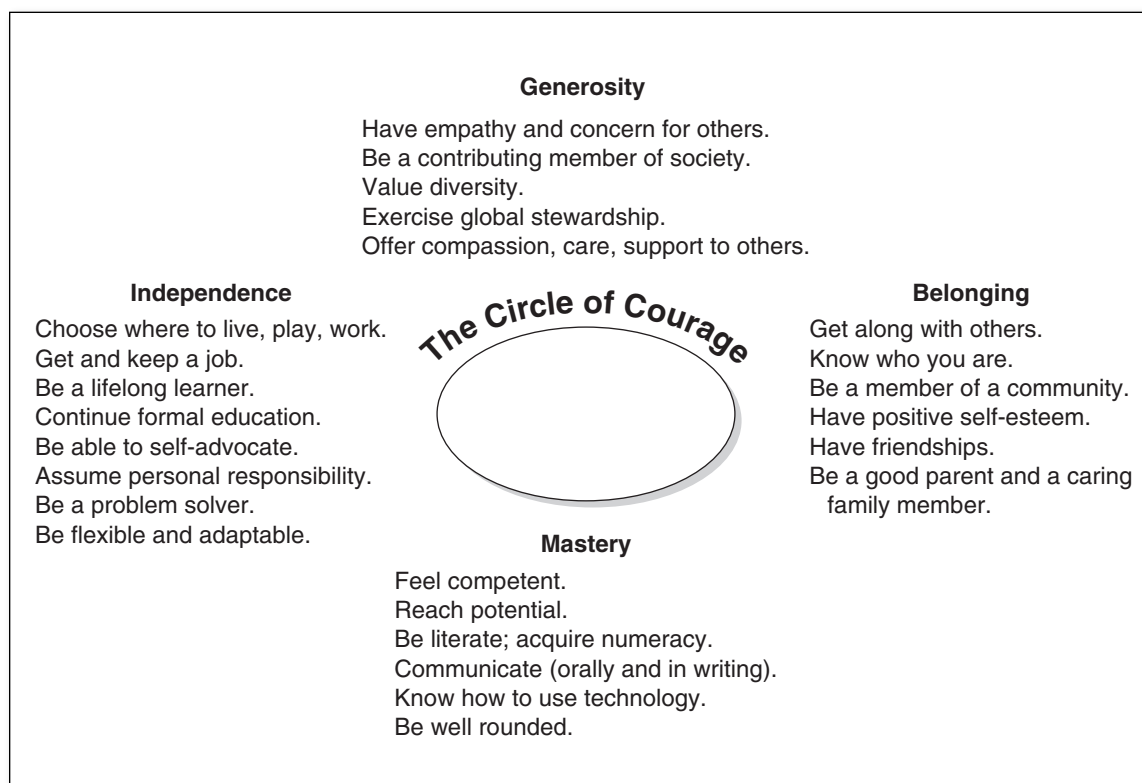 Generosity
Have empathy and concern for others.
Be a contributing member of society.
Value diversity.
Exercise global stewardship.
Offer compassion, care, support to others.
Independence
Choose where to live, play, work.
Get and keep a job.
Be a lifelong learner.
Continue formal education.
Be able to self-advocate.
Assume personal responsibility.
Be a problem solver.
Be flexible and adaptable.
The Circle of Courage
Belonging
Get along with others.
Know who you are.
Be a member of a community.
Have positive self-esteem.
Have friendships.
Be a good parent and a caring
family member.
Mastery
Feel competent.
Reach potential.
Be literate; acquire numeracy.
Communicate (orally and in writing).
Know how to use technology.
Be well rounded.